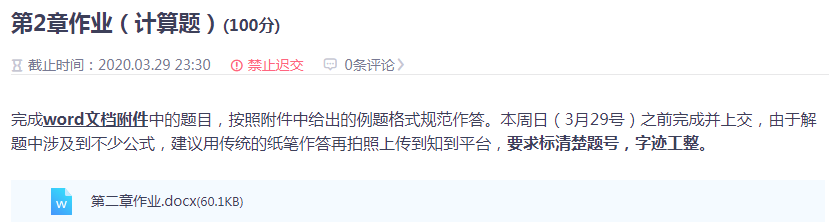 第2章作业（计算题）(100分)
截止时间：2020.03.29 23:30 禁止迟交 0条评论
完成word文档附件中的题目，按照附件中给出的例题格式规范作答。本周日（3月29号）之前完成并上交，由于解
题中涉及到不少公式，建议用传统的纸笔作答再拍照上传到知到平台，要求标清楚题号，字迹工整。
W 第二章作业.docx(60.1KB)